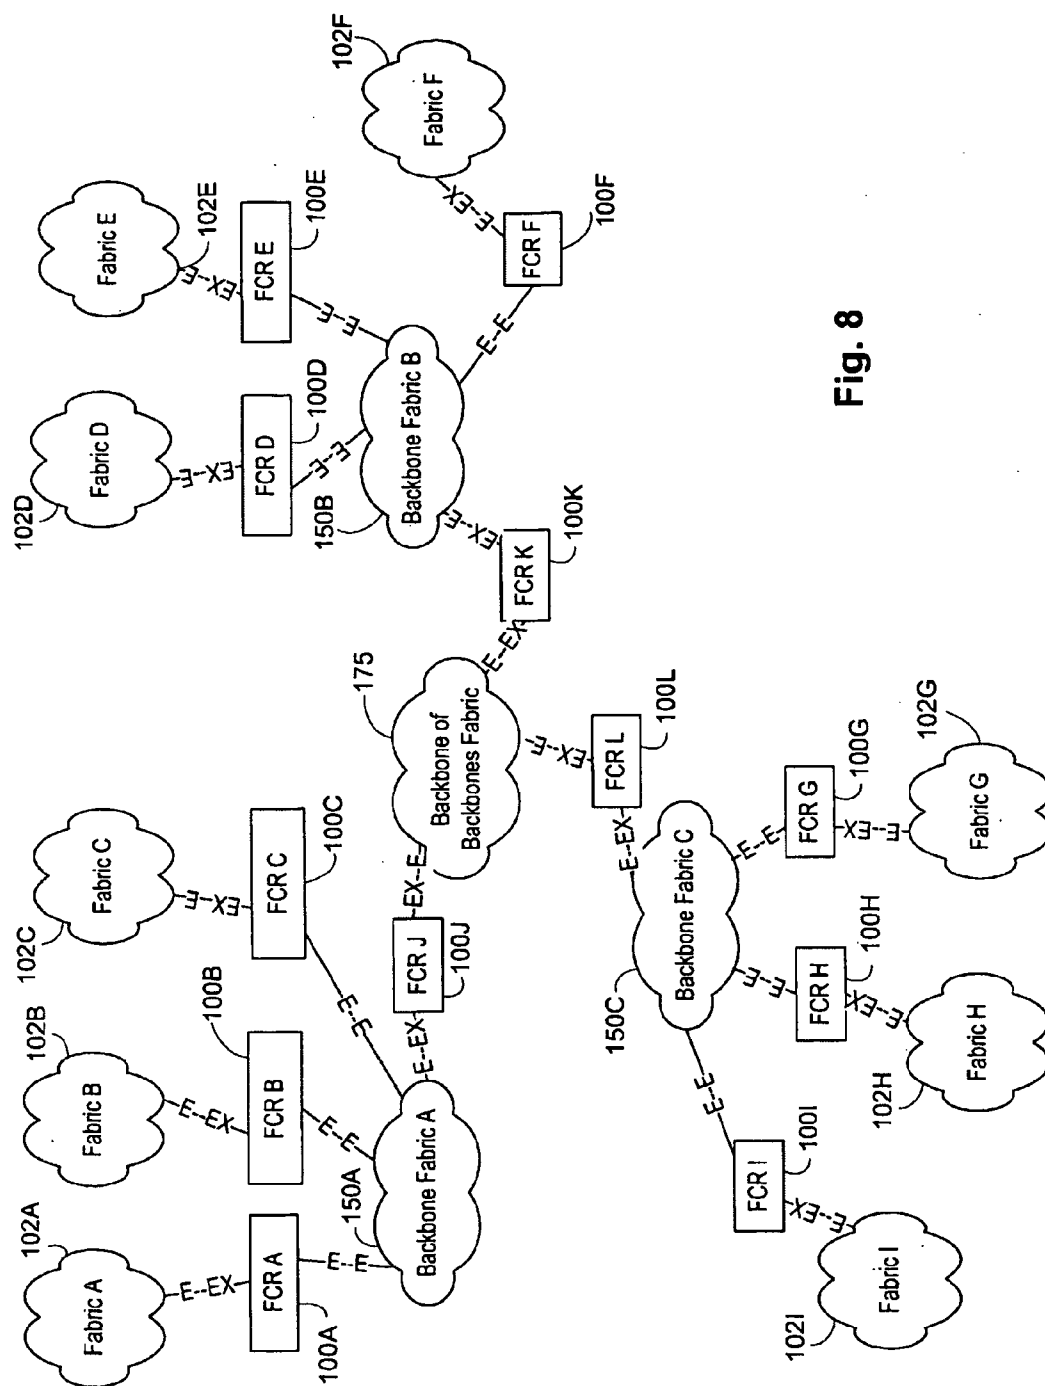 102A
Fabric A
E--EX
FCR A
100A
E--E
102B
Fabric B
E--EX
FCR B
100B
E--E
102C
Fabric C
E--EX
FCR C
100C
E--E
150A
Backbone Fabric A
E--EX
FCR J
100J
EX--E
175
Backbone of
Backbones Fabric
E--EX
FCR K
100K
EX--E
102D
Fabric D
E--EX
FCR D
100D
E--E
Fabric E
102E
E--EX
FCR E
100E
E--E
150B
Backbone Fabric B
E--E
FCR F
100F
E--EX
102F
Fabric F
E--EX
FCR L
100L
E--EX
150C
Backbone Fabric C
E--E
FCR I
100I
EX--E
102I
Fabric I
E--E
FCR H
100H
EX--E
102H
Fabric H
E--E
FCR G
100G
EX--E
102G
Fabric G
Fig. 8